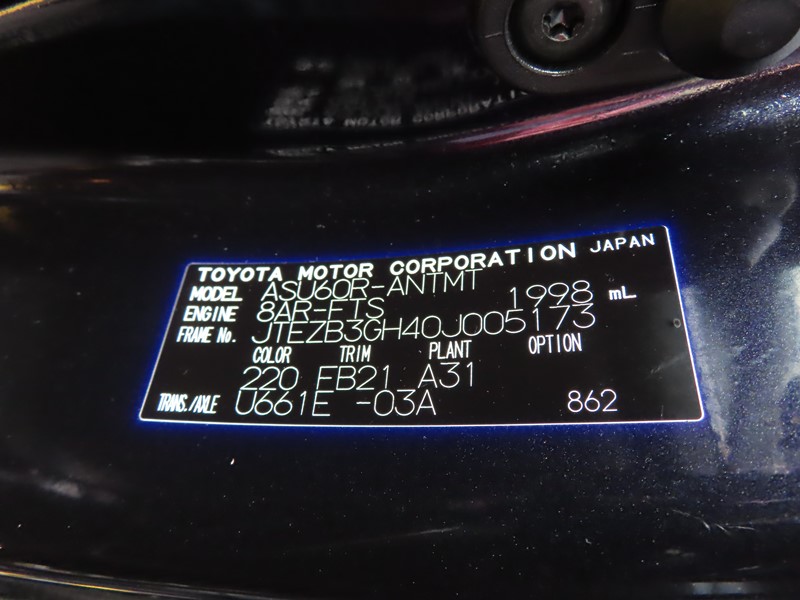 TOYOTA MOTOR CORPORATION JAPAN
MODEL ASU60R-ANTMT
ENGINE 8AR-FTS 1998 mL
FRAME No. JTEZB3GH40J005173
COLOR TRIM PLANT OPTION
220 FB21 A31
TRANS./AXLE U661E -03A 862